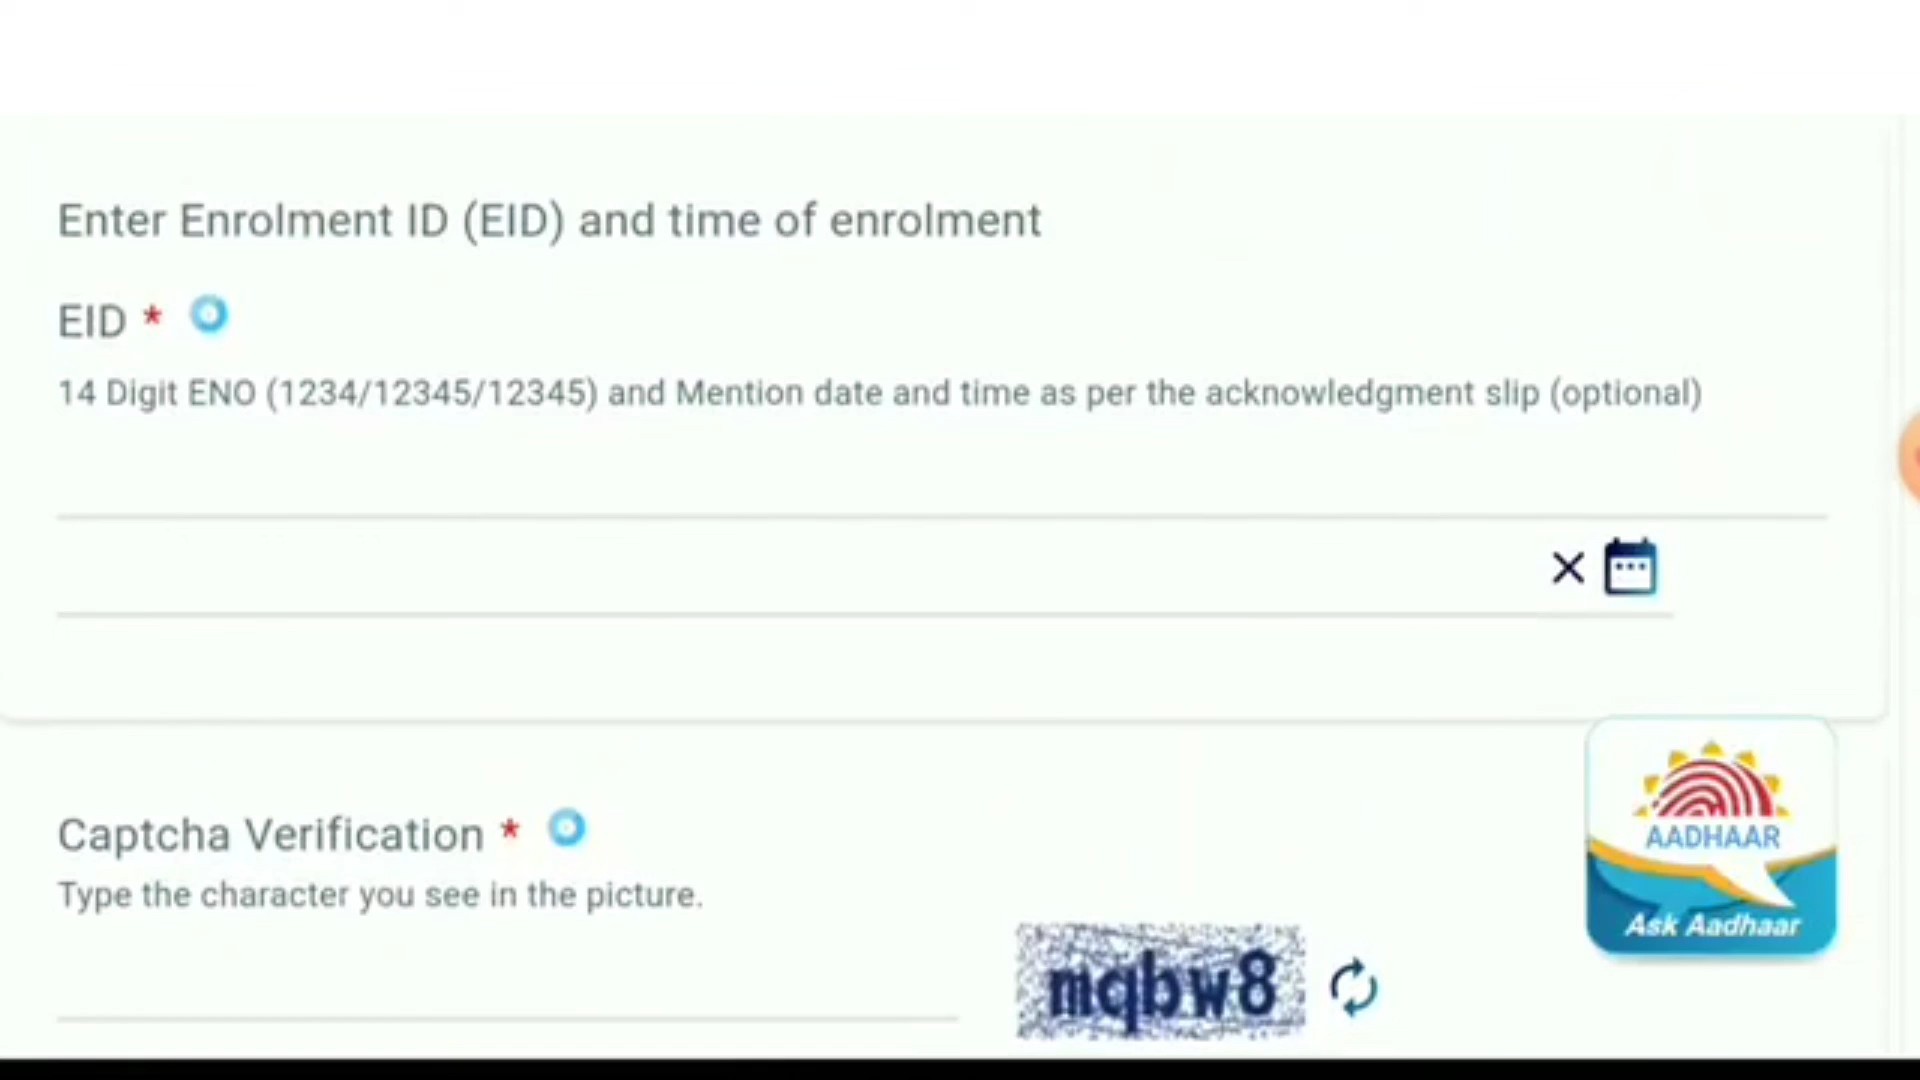 Enter Enrolment ID (EID) and time of enrolment
EID *
14 Digit ENO (1234/12345/12345) and Mention date and time as per the acknowledgment slip (optional)
Captcha Verification *
Type the character you see in the picture.
mqbw8
AADHAAR
Ask Aadhaar